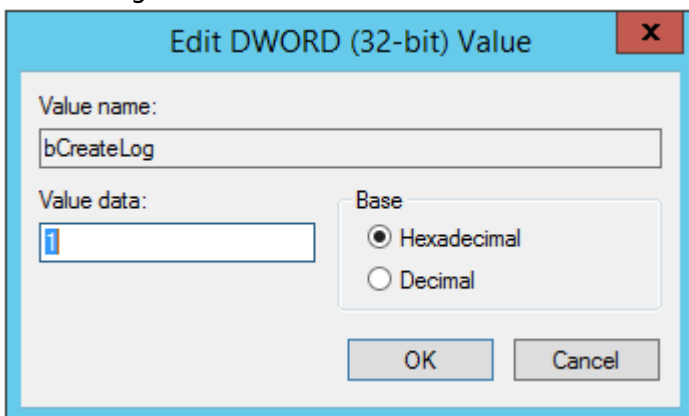 Edit DWORD (32-bit) Value
x
Value name:
bCreateLog
Value data:
1
Base
Hexadecimal
Decimal
OK
Cancel